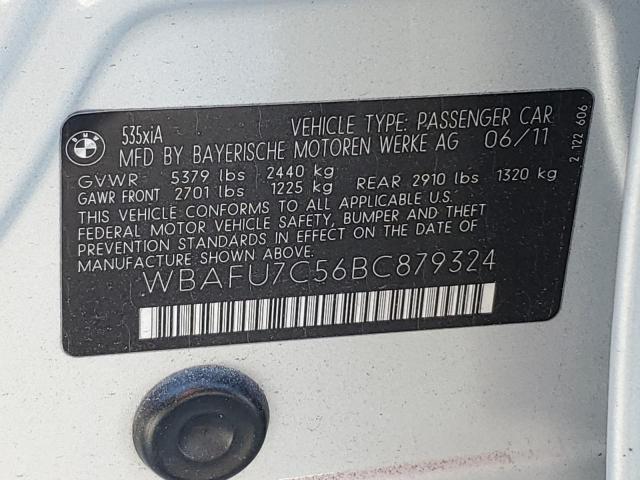 BMW
535xiA
VEHICLE TYPE: PASSENGER CAR
MFD BY BAYERISCHE MOTOREN WERKE AG 06/11
GVWR 5379 lbs 2440 kg
GAWR FRONT 2701 lbs 1225 kg REAR 2910 lbs 1320 kg
THIS VEHICLE CONFORMS TO ALL APPLICABLE U.S.
FEDERAL MOTOR VEHICLE SAFETY, BUMPER AND THEFT
PREVENTION STANDARDS IN EFFECT ON THE DATE OF
MANUFACTURE SHOWN ABOVE.
WBAFU7C56BC879324
2 122 606